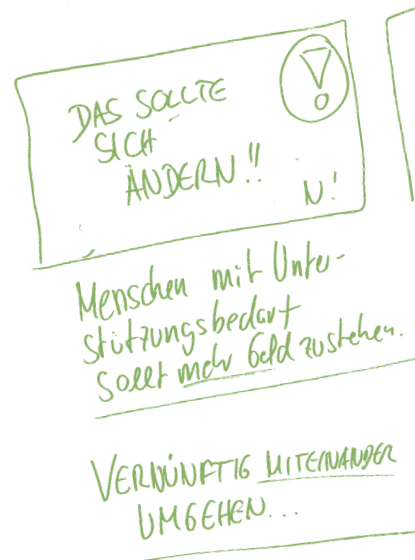 DAS SOLLTE
SICH
ÄNDERN!!
N!
Menschen mit Unter-
stützungsbedarf
sollt mehr Geld zustehen.
VERNÜNFTIG MITEINANDER
UMGEHEN...